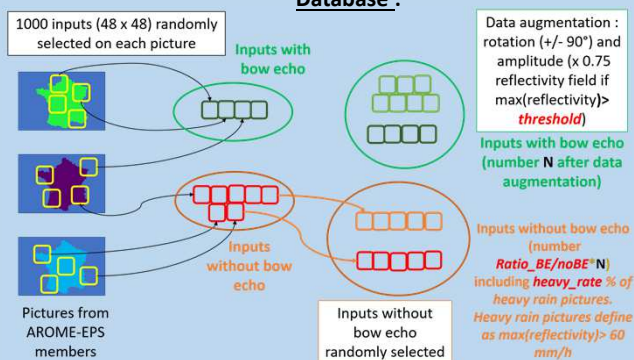 Database :
1000 inputs (48 x 48) randomly
selected on each picture
Inputs with
bow echo
Data augmentation :
rotation (+/- 90°) and
amplitude (x 0.75
reflectivity field if
max(reflectivity)>
threshold)
Inputs with bow echo
(number N after data
augmentation)
Inputs without
bow echo
Inputs without bow echo
(number
Ratio_BE/noBE*N)
including heavy_rate % of
heavy rain pictures.
Heavy rain pictures define
as max(reflectivity)> 60
mm/h
Pictures from
AROME-EPS
members
Inputs without
bow echo
randomly selected